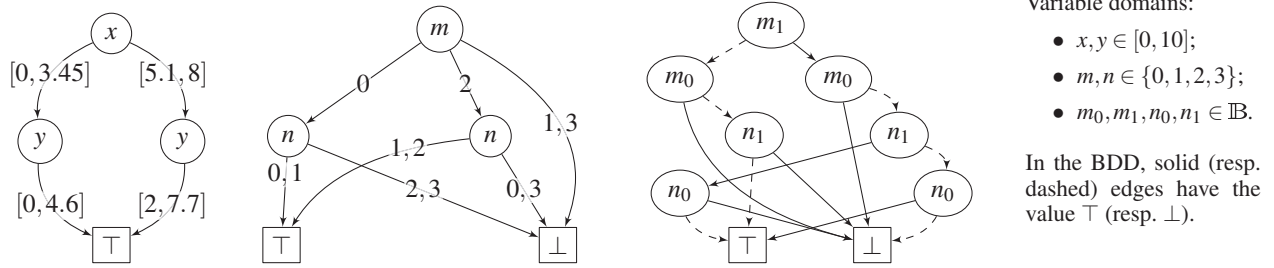 Variable domains:
x
m
m₁
• x, y ∈ [0, 10];
[0, 3.45]
[5.1, 8]
0
2
m₀
m₀
• m, n ∈ {0, 1, 2, 3};
1, 3
• m₀, m₁, n₀, n₁ ∈ 𝔹.
y
y
n
n
n₁
n₁
1, 2
In the BDD, solid (resp.
dashed) edges have the
value ⊤ (resp. ⊥).
0, 1
2, 3
0, 3
n₀
n₀
[0, 4.6]
[2, 7.7]
⊤
⊤
⊥
⊤
⊥